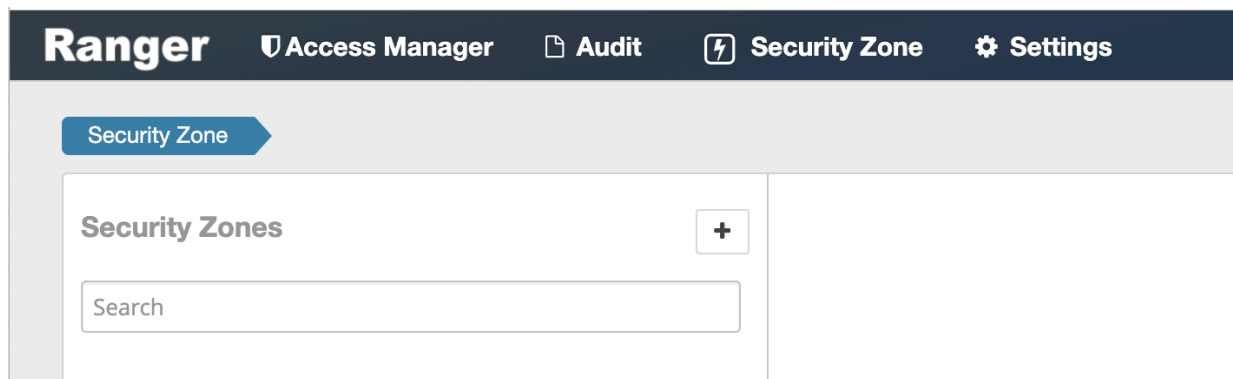 Ranger Access Manager Audit Security Zone Settings
Security Zone
Security Zones +
Search